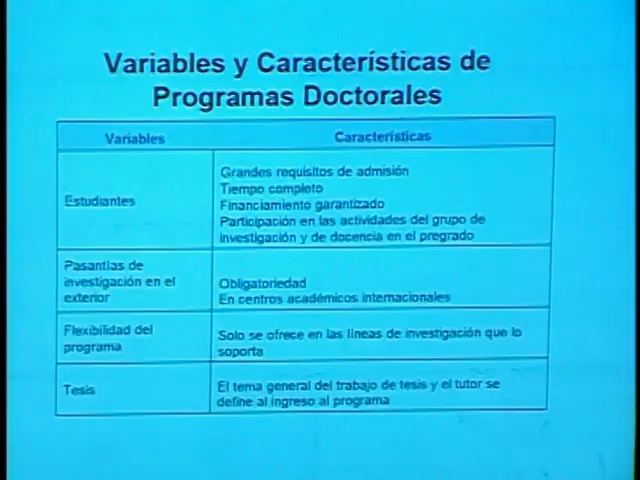 Variables y Características de
Programas Doctorales
Variables
Características
Estudiantes
Grandes requisitos de admisión
Tiempo completo
Financiamiento garantizado
Participación en las actividades del grupo de
investigación y de docencia en el pregrado
Pasantías de
investigación en el
exterior
Obligatoriedad
En centros académicos internacionales
Flexibilidad del
programa
Solo se ofrece en las líneas de investigación que lo
soporta
Tesis
El tema general del trabajo de tesis y el tutor se
define al ingreso al programa